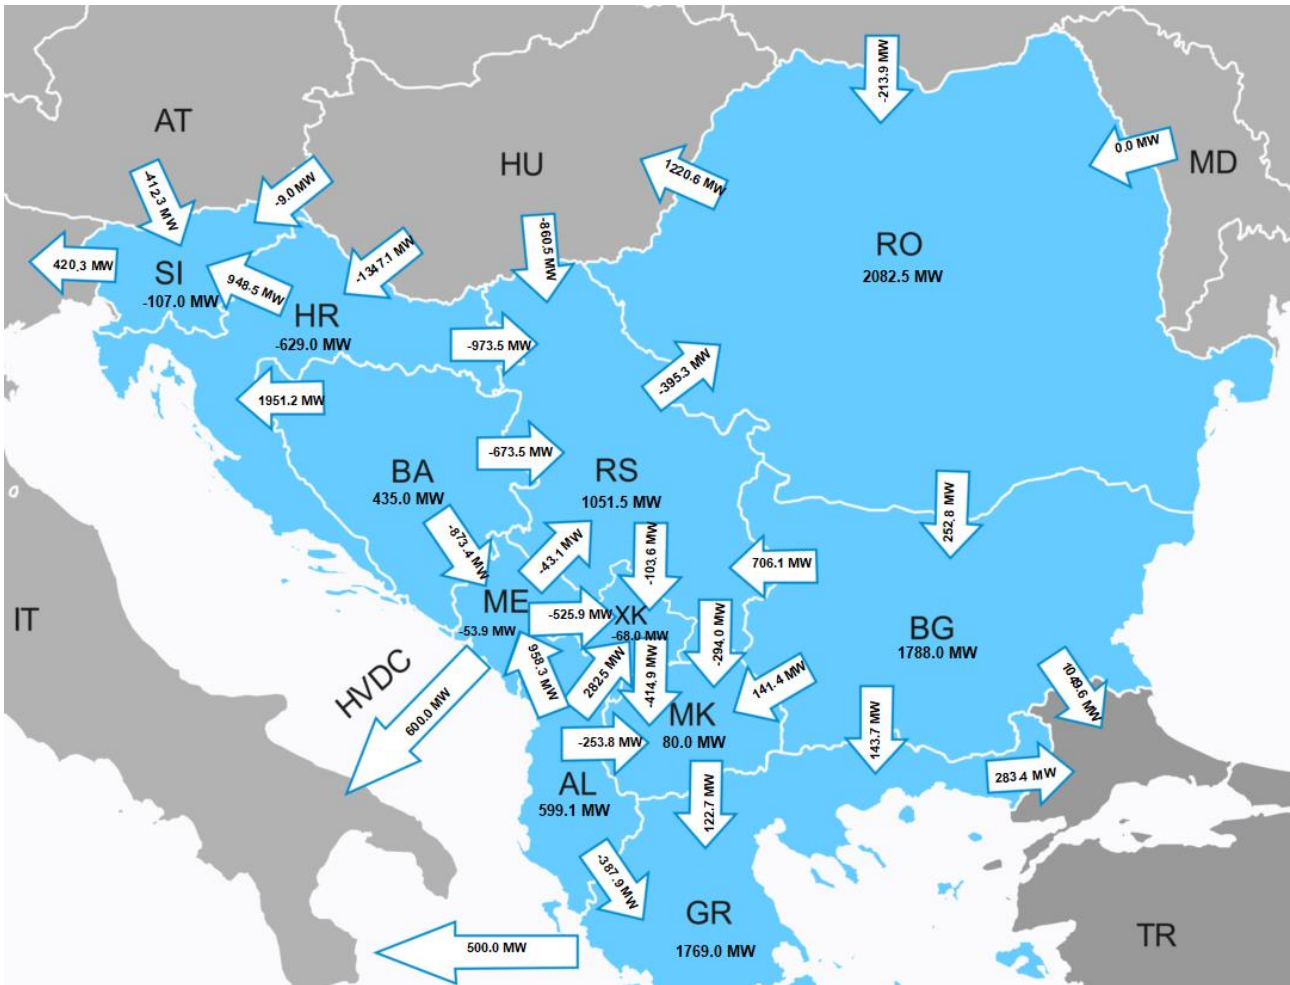 -213.9 MW
AT
0.0 MW
MD
HU
1220.6 MW
-412.3 MW
-9.0 MW
RO
2082.5 MW
-860.5 MW
-1347.1 MW
420.3 MW
SI
-107.0 MW
948.5 MW
HR
-629.0 MW
-973.5 MW
-395.3 MW
1951.2 MW
-673.5 MW
BA
435.0 MW
RS
1051.5 MW
252.8 MW
-873.4 MW
-43.1 MW
-103.6 MW
706.1 MW
ME
-53.9 MW
-525.9 MW
XK
-68.0 MW
-294.0 MW
BG
1788.0 MW
IT
HVDC
600.0 MW
958.3 MW
282.5 MW
-414.9 MW
141.4 MW
1049.6 MW
MK
80.0 MW
143.7 MW
-253.8 MW
283.4 MW
AL
599.1 MW
122.7 MW
-387.9 MW
GR
1769.0 MW
500.0 MW
TR